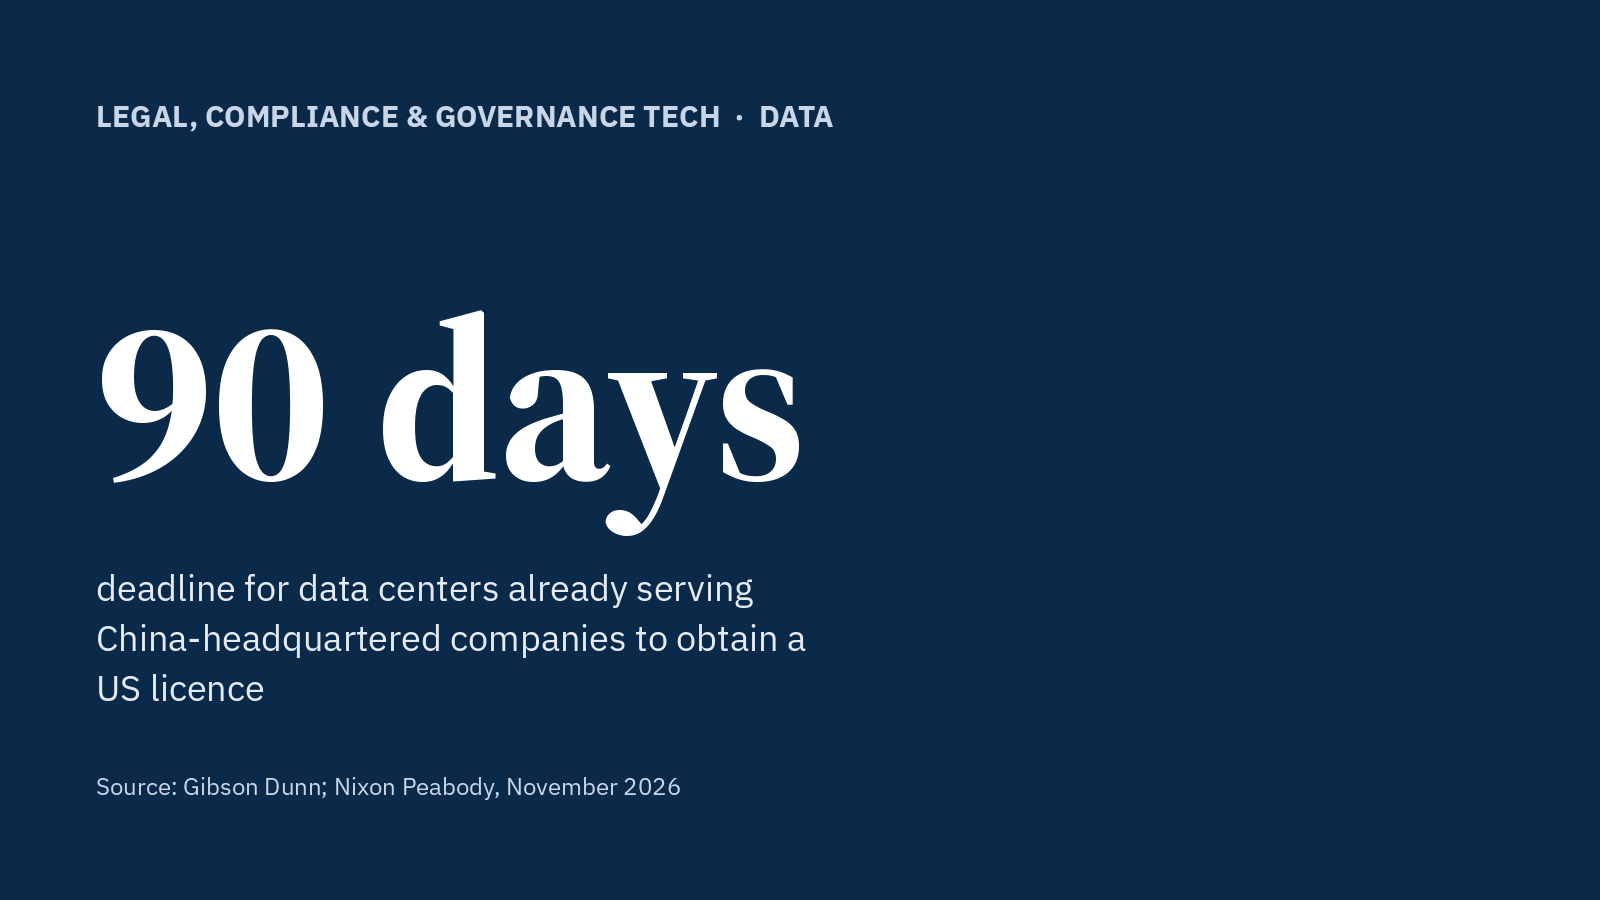 LEGAL, COMPLIANCE & GOVERNANCE TECH · DATA
90 days
deadline for data centers already serving
China-headquartered companies to obtain a
US licence
Source: Gibson Dunn; Nixon Peabody, November 2026